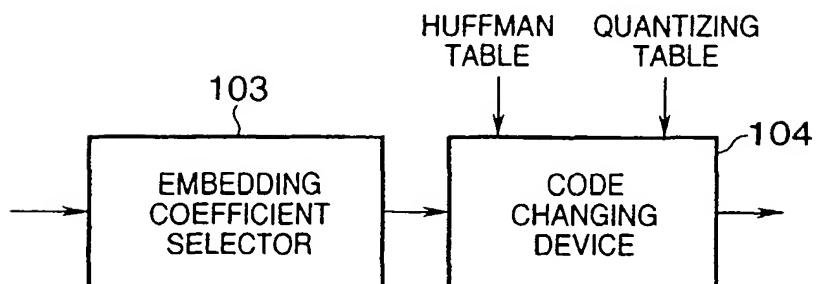 HUFFMAN
TABLE
QUANTIZING
TABLE
103
104
EMBEDDING
COEFFICIENT
SELECTOR
CODE
CHANGING
DEVICE